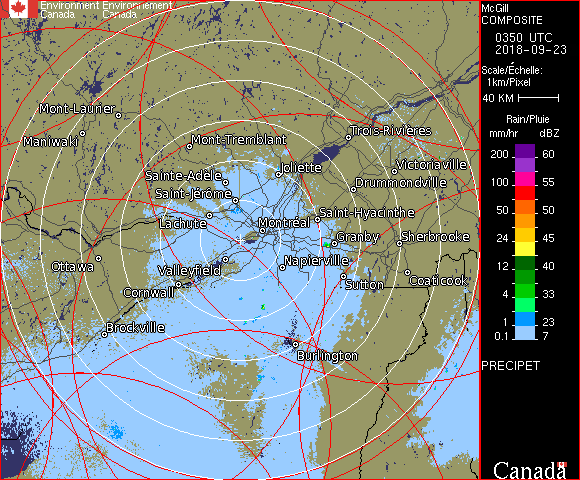 Environment Environnement
Canada Canada
McGill
COMPOSITE
0350 UTC
2018-09-23
Scale/Échelle:
1km/Pixel
40 KM
Rain/Pluie
mm/hr dBZ
200 60
100 55
50 50
24 45
12 40
4 33
2 23
0.1 7
PRECIPET
Canada
Mont-Laurier
Maniwaki
Mont-Tremblant
Trois-Rivières
Sainte-Adèle
Joliette
Victoriaville
Saint-Jérôme
Drummondville
Lachute
Saint-Hyacinthe
Montréal
Granby
Sherbrooke
Ottawa
Valleyfield
Napierville
Cornwall
Sutton
Coaticook
Brockville
Burlington